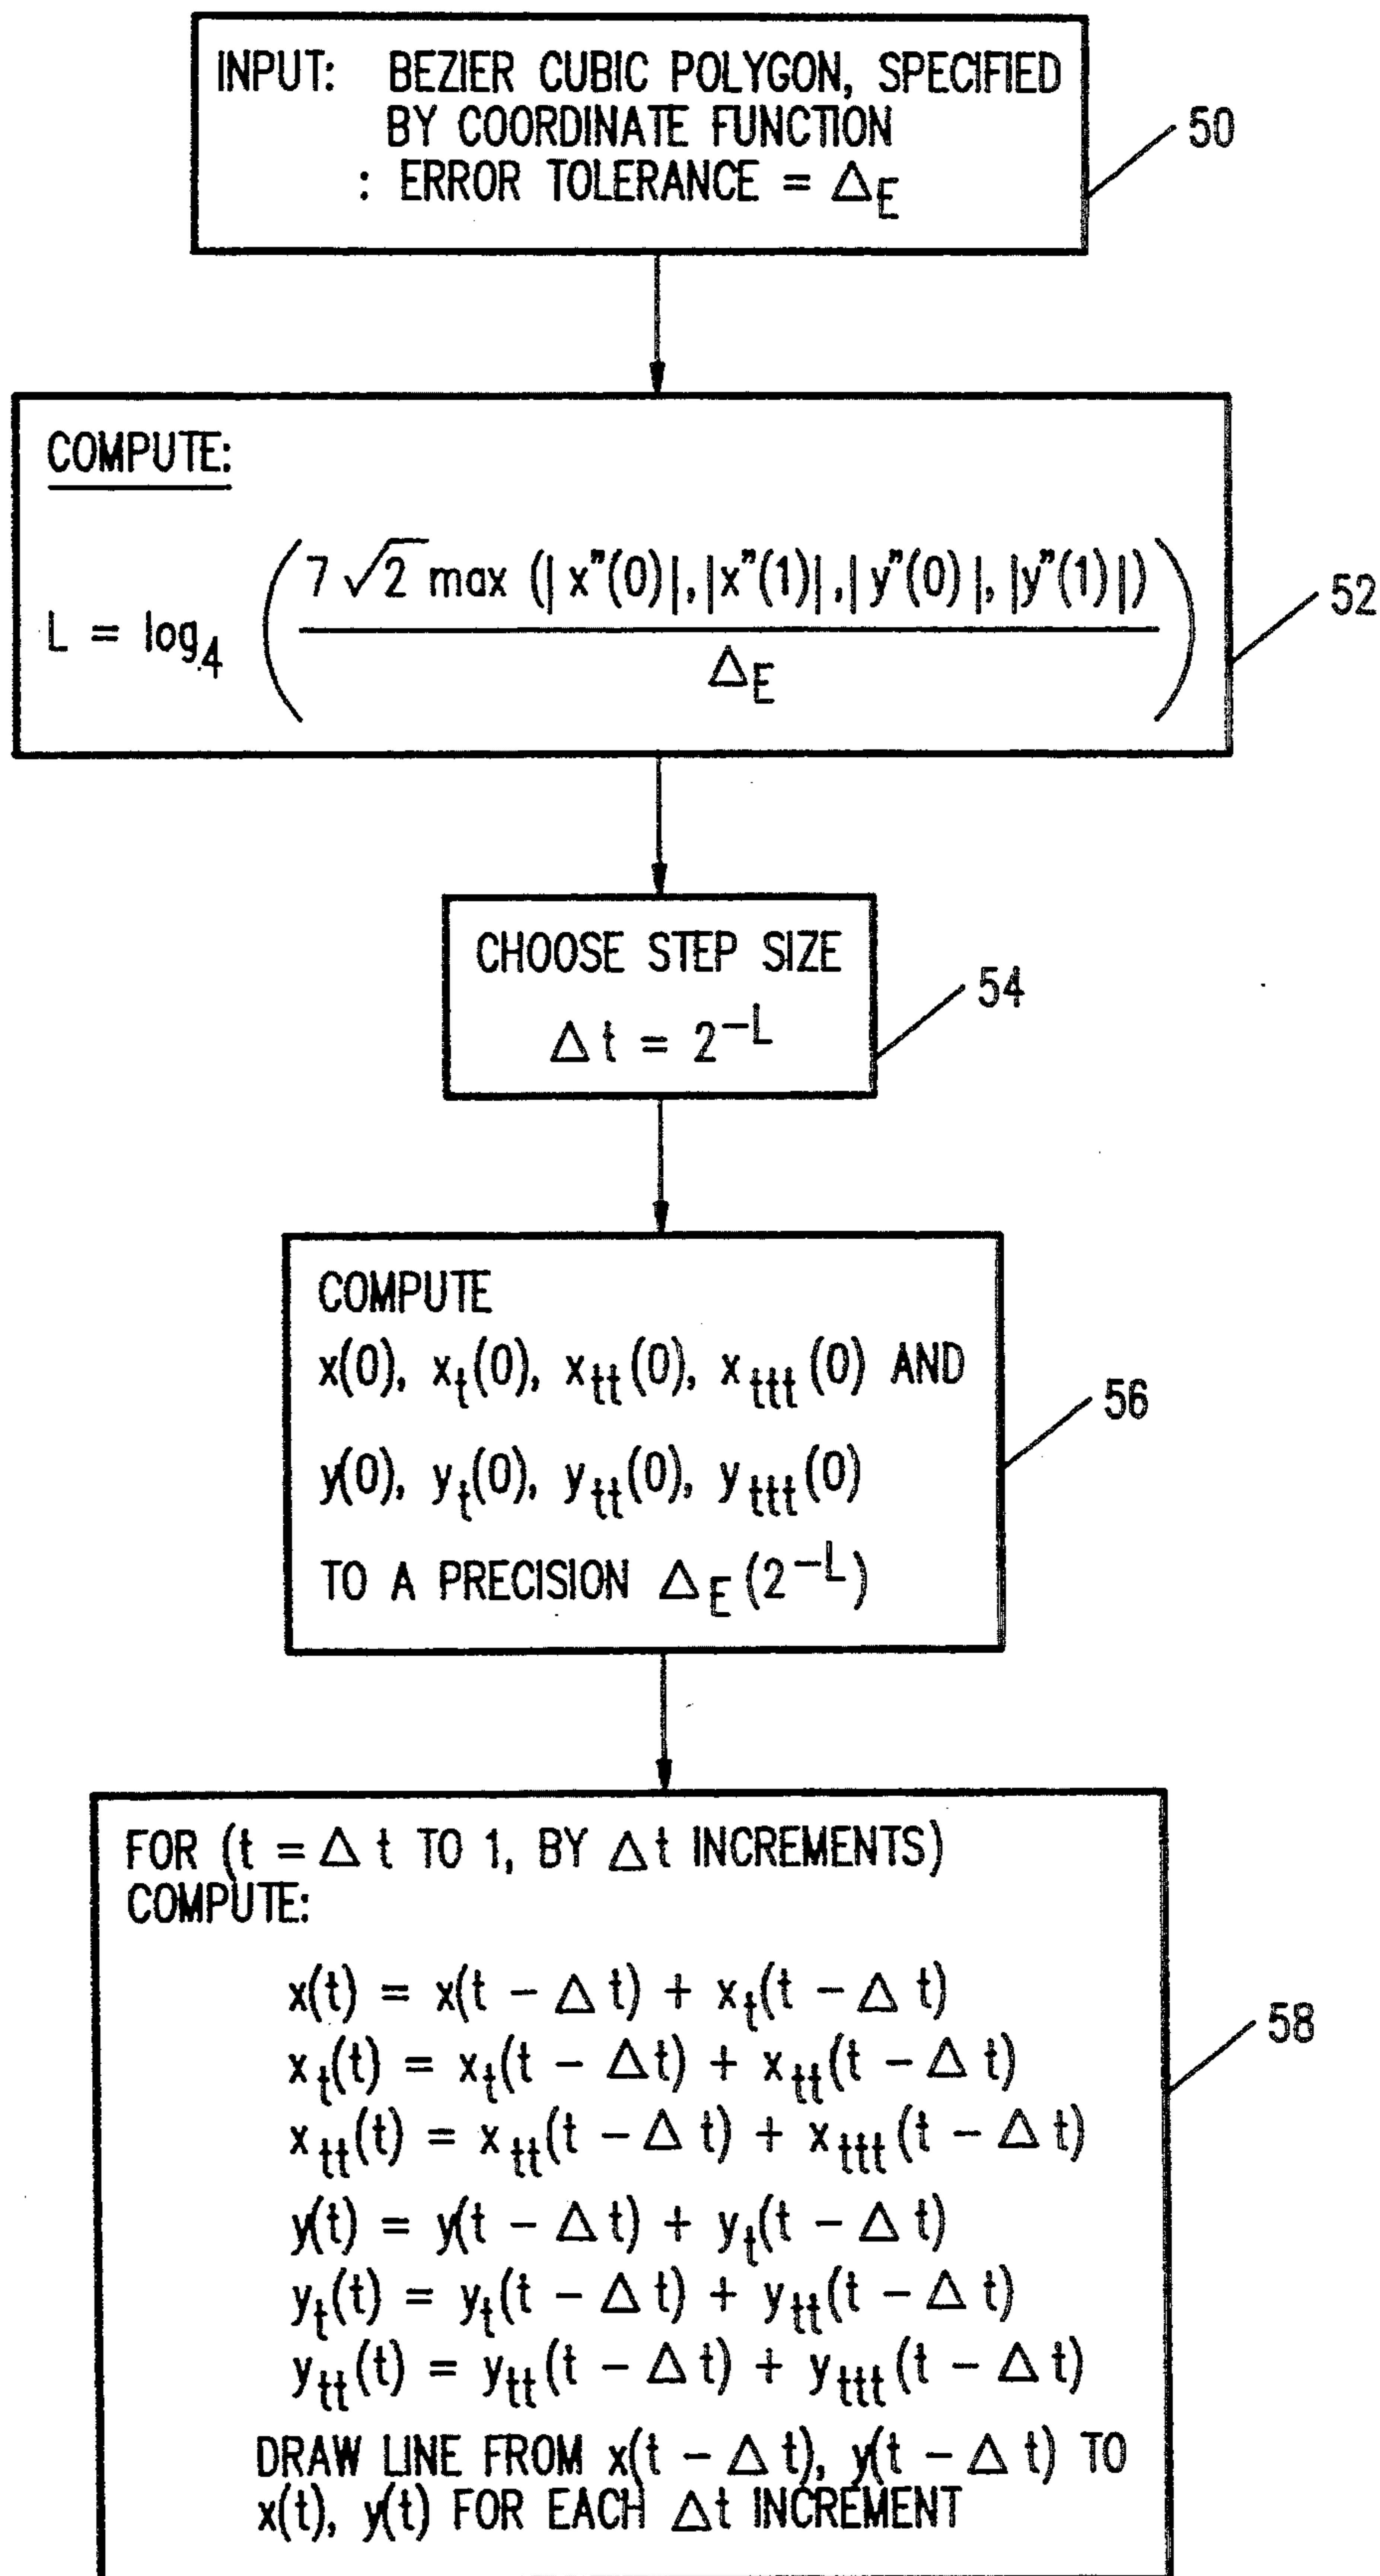 INPUT: BEZIER CUBIC POLYGON, SPECIFIED
BY COORDINATE FUNCTION
: ERROR TOLERANCE = Δ_E
50
COMPUTE:
L = log_4 ( 7 √2 max (| x"(0)|, |x"(1)|, | y"(0) |, |y"(1)|) / Δ_E )
52
CHOOSE STEP SIZE
Δ t = 2^{-L}
54
COMPUTE
x(0), x_t(0), x_tt(0), x_ttt(0) AND
y(0), y_t(0), y_tt(0), y_ttt(0)
TO A PRECISION Δ_E (2^{-L})
56
FOR (t = Δ t TO 1, BY Δt INCREMENTS)
COMPUTE:
x(t) = x(t - Δ t) + x_t(t - Δ t)
x_t(t) = x_t(t - Δt) + x_tt(t - Δ t)
x_tt(t) = x_tt(t - Δ t) + x_ttt(t - Δ t)
y(t) = y(t - Δ t) + y_t(t - Δ t)
y_t(t) = y_t(t - Δ t) + y_tt(t - Δ t)
y_tt(t) = y_tt(t - Δ t) + y_ttt(t - Δ t)
DRAW LINE FROM x(t - Δ t), y(t - Δ t) TO
x(t), y(t) FOR EACH Δt INCREMENT
58